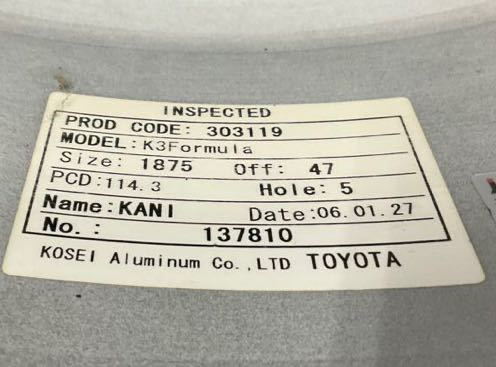 INSPECTED
PROD CODE: 303119
MODEL: K3Formula
Size: 1875 Off: 47
PCD:114.3 Hole: 5
Name:KANI Date:06.01.27
No. : 137810
KOSEI Aluminum Co.,LTD TOYOTA